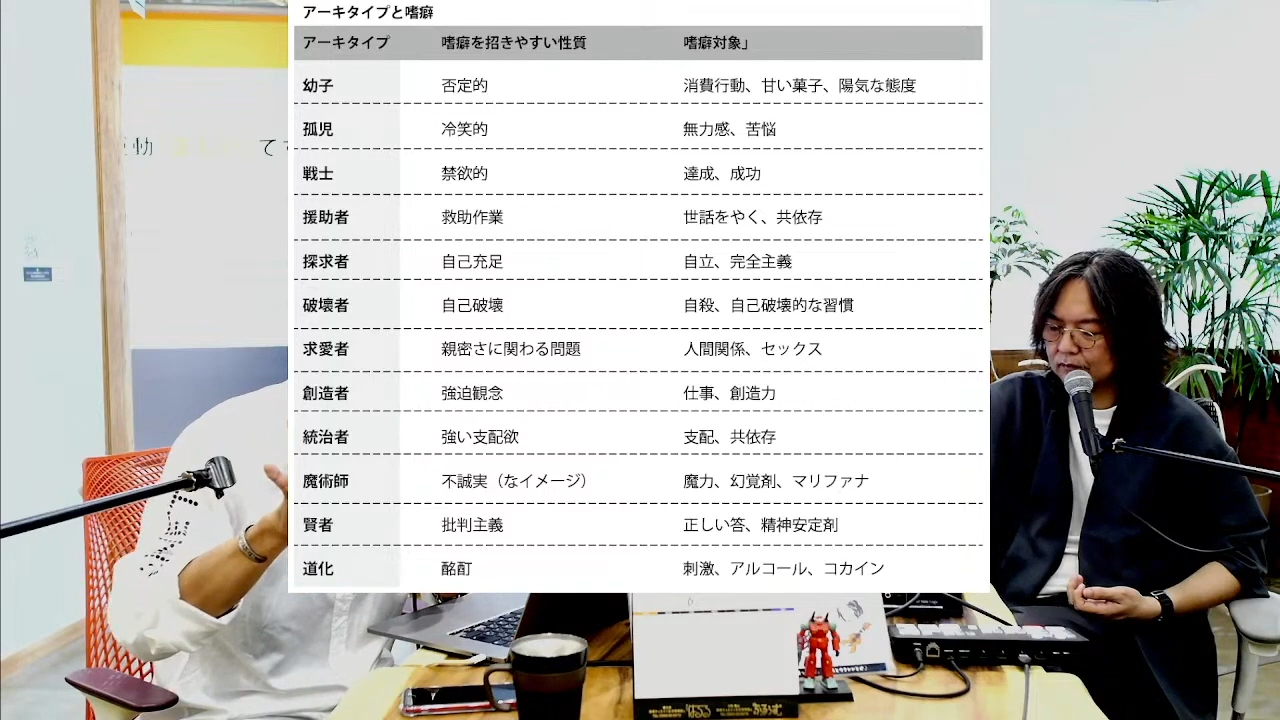 アーキタイプと嗜癖
アーキタイプ 嗜癖を招きやすい性質 嗜癖対象」
幼子 否定的 消費行動、甘い菓子、陽気な態度
孤児 冷笑的 無力感、苦悩
戦士 禁欲的 達成、成功
援助者 救助作業 世話をやく、共依存
探求者 自己充足 自立、完全主義
破壊者 自己破壊 自殺、自己破壊的な習慣
求愛者 親密さに関わる問題 人間関係、セックス
創造者 強迫観念 仕事、創造力
統治者 強い支配欲 支配、共依存
魔術師 不誠実（なイメージ） 魔力、幻覚剤、マリファナ
賢者 批判主義 正しい答、精神安定剤
道化 酩酊 刺激、アルコール、コカイン
動
て